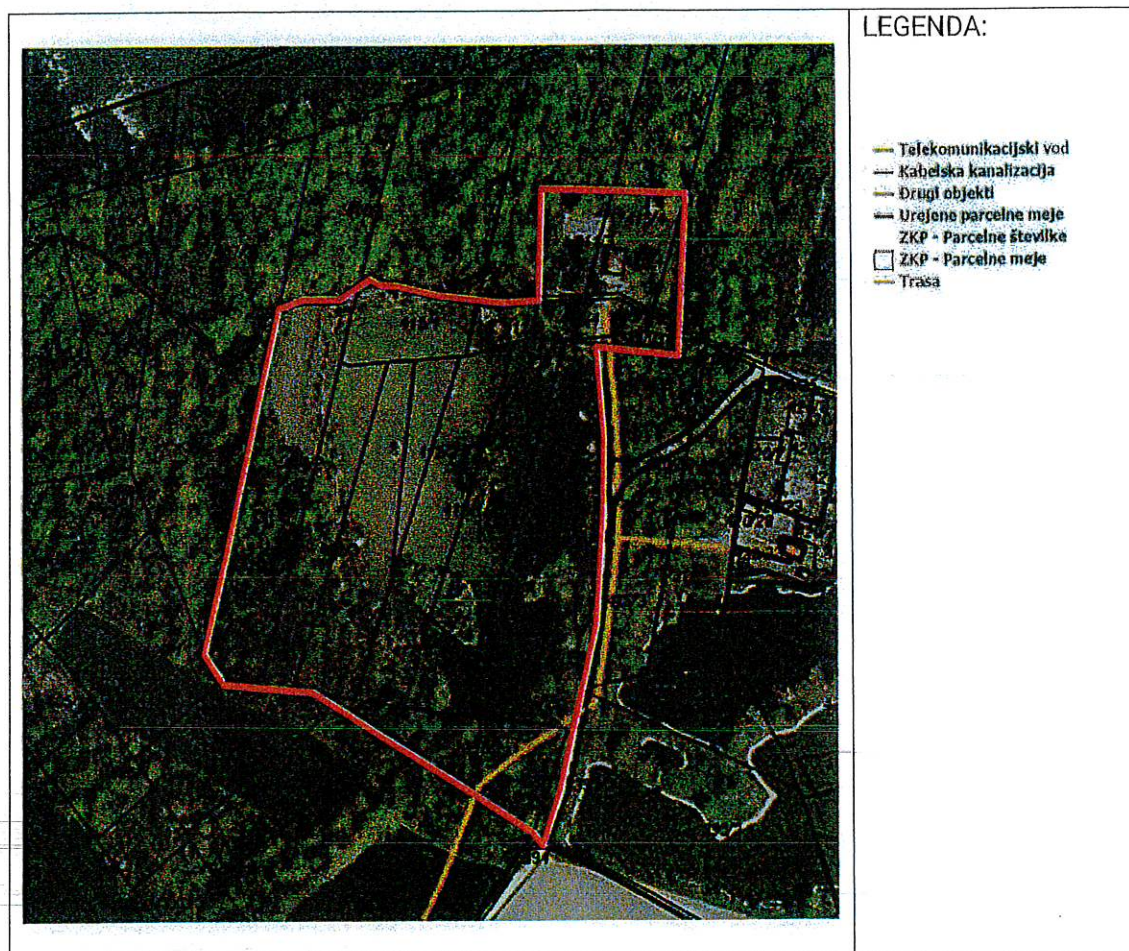 LEGENDA:
Telekomunikacijski vod
Kabelska kanalizacija
Drugi objekti
Urejene parcelne meje
ZKP - Parcelne številke
ZKP - Parcelne meje
Trasa